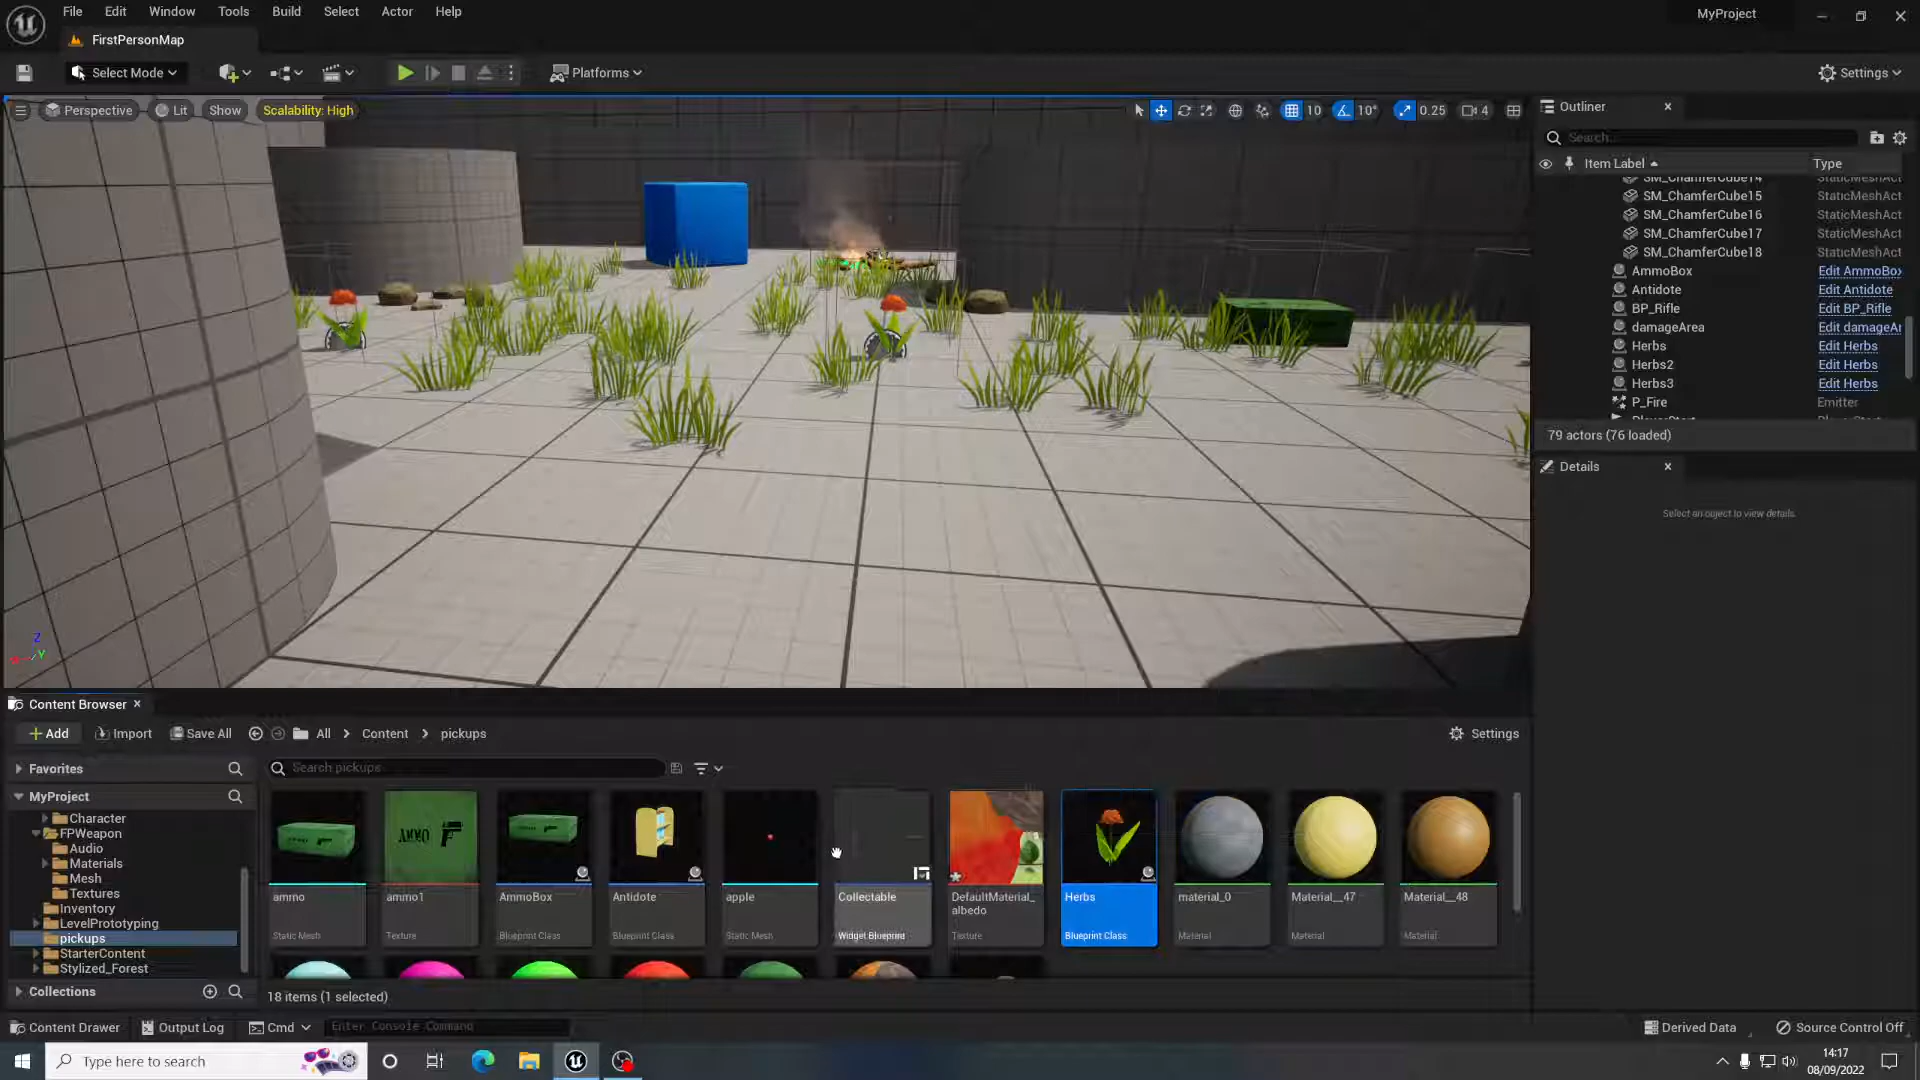 File Edit Window Tools Build Select Actor Help
MyProject
FirstPersonMap
Select Mode
Platforms
Settings
Perspective Lit Show Scalability: High
10 10° 0.25 4
Outliner
Search...
Item Label Type
SM_ChamferCube14 StaticMeshAct
SM_ChamferCube15 StaticMeshAct
SM_ChamferCube16 StaticMeshAct
SM_ChamferCube17 StaticMeshAct
SM_ChamferCube18 StaticMeshAct
AmmoBox Edit AmmoBox
Antidote Edit Antidote
BP_Rifle Edit BP_Rifle
damageArea Edit damageAr
Herbs Edit Herbs
Herbs2 Edit Herbs
Herbs3 Edit Herbs
P_Fire Emitter
79 actors (76 loaded)
Details
Select an object to view details.
Z
Y
Content Browser
Add Import Save All All Content pickups Settings
Favorites
Search pickups
MyProject
Character
FPWeapon
Audio
Materials
Mesh
Textures
Inventory
LevelPrototyping
pickups
StarterContent
Stylized_Forest
Collections
AMMO
ammo
Static Mesh
ammo1
Texture
AmmoBox
Blueprint Class
Antidote
Blueprint Class
apple
Static Mesh
Collectable
Widget Blueprint
DefaultMaterial_
albedo
Texture
Herbs
Blueprint Class
material_0
Material
Material__47
Material
Material__48
Material
18 items (1 selected)
Content Drawer Output Log Cmd Enter Console Command
Derived Data Source Control Off
Type here to search
14:17
08/09/2022